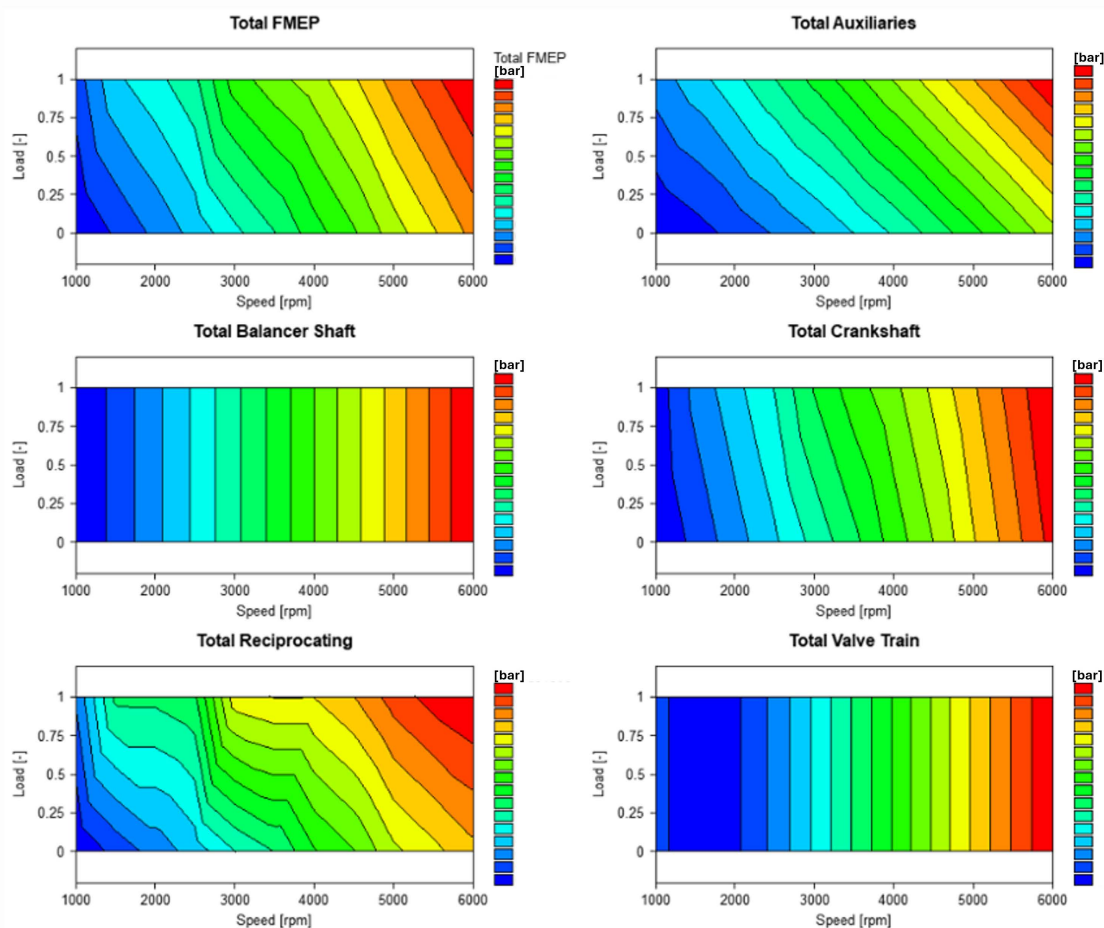 Total FMEP
Total FMEP
[bar]
1
0.75
0.5
0.25
0
Load [-]
1000 2000 3000 4000 5000 6000
Speed [rpm]
Total Auxiliaries
[bar]
1
0.75
0.5
0.25
0
Load [-]
1000 2000 3000 4000 5000 6000
Speed [rpm]
Total Balancer Shaft
[bar]
1
0.75
0.5
0.25
0
Load [-]
1000 2000 3000 4000 5000 6000
Speed [rpm]
Total Crankshaft
[bar]
1
0.75
0.5
0.25
0
Load [-]
1000 2000 3000 4000 5000 6000
Speed [rpm]
Total Reciprocating
[bar]
1
0.75
0.5
0.25
0
Load [-]
1000 2000 3000 4000 5000 6000
Speed [rpm]
Total Valve Train
[bar]
1
0.75
0.5
0.25
0
Load [-]
1000 2000 3000 4000 5000 6000
Speed [rpm]